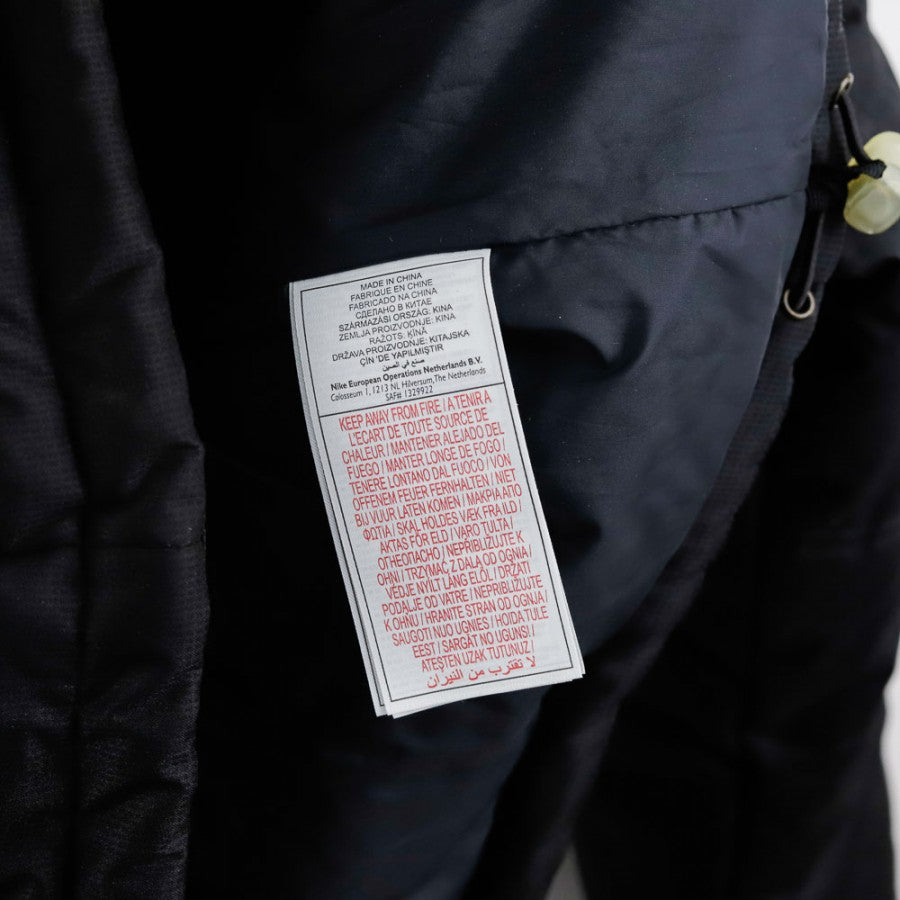 MADE IN CHINA
FABRIQUE EN CHINE
FABRICADO NA CHINA
СДЕЛАНО В КИТАЕ
SZÁRMAZÁSI ORSZÁG: KÍNA
ZEMLJA PROIZVODNJE: KINA
RAŽOTS: ĶĪNĀ
DRŽAVA PROIZVODNJE: KITAJSKA
ÇİN 'DE YAPILMIŞTIR
صنع في الصين
Nike European Operations Netherlands B.V.
Colosseum 1, 1213 NL Hilversum, The Netherlands
SAF# 1329922
KEEP AWAY FROM FIRE / A TENIR A
L'ECART DE TOUTE SOURCE DE
CHALEUR / MANTENER ALEJADO DEL
FUEGO / MANTER LONGE DE FOGO /
TENERE LONTANO DAL FUOCO / VON
OFFENEM FEUER FERNHALTEN / NIET
BIJ VUUR LATEN KOMEN / ΜΑΚΡΙΑ ΑΠΟ
ΦΩΤΙΑ / SKAL HOLDES VÆK FRA ILD /
AKTAS FÖR ELD / VARO TULTA /
ОГНЕОПАСНО / NEPŘIBLIŽUJTE K
OHNI / TRZYMAĆ Z DALA OD OGNIA /
VÉDJE NYÍLT LÁNG ELŐL / DRŽATI
PODALJE OD VATRE / NEPRIBLIŽUJTE
K OHŇU / HRANITE STRAN OD OGNJA /
SAUGOTI NUO UGNIES / HOIDA TULE
EEST / SARGĀT NO UGUNS /
ATEŞTEN UZAK TUTUNUZ /
لا تقترب من النيران